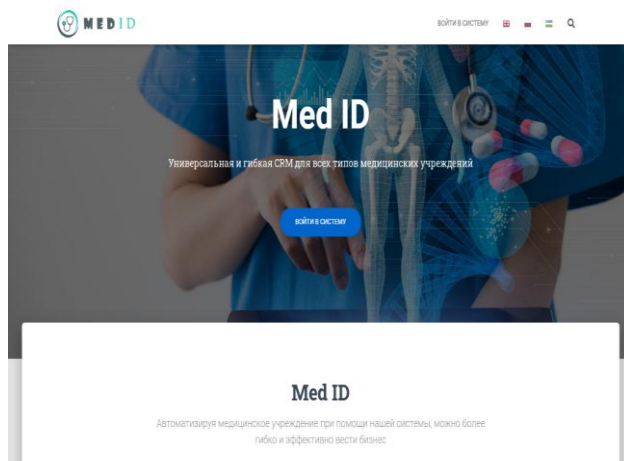 MEDID
ВОЙТИ В СИСТЕМУ
Med ID
Универсальная и гибкая CRM для всех типов медицинских учреждений
ВОЙТИ В СИСТЕМУ
Med ID
Автоматизируя медицинское учреждение при помощи нашей системы, можно более
гибко и эффективно вести бизнес